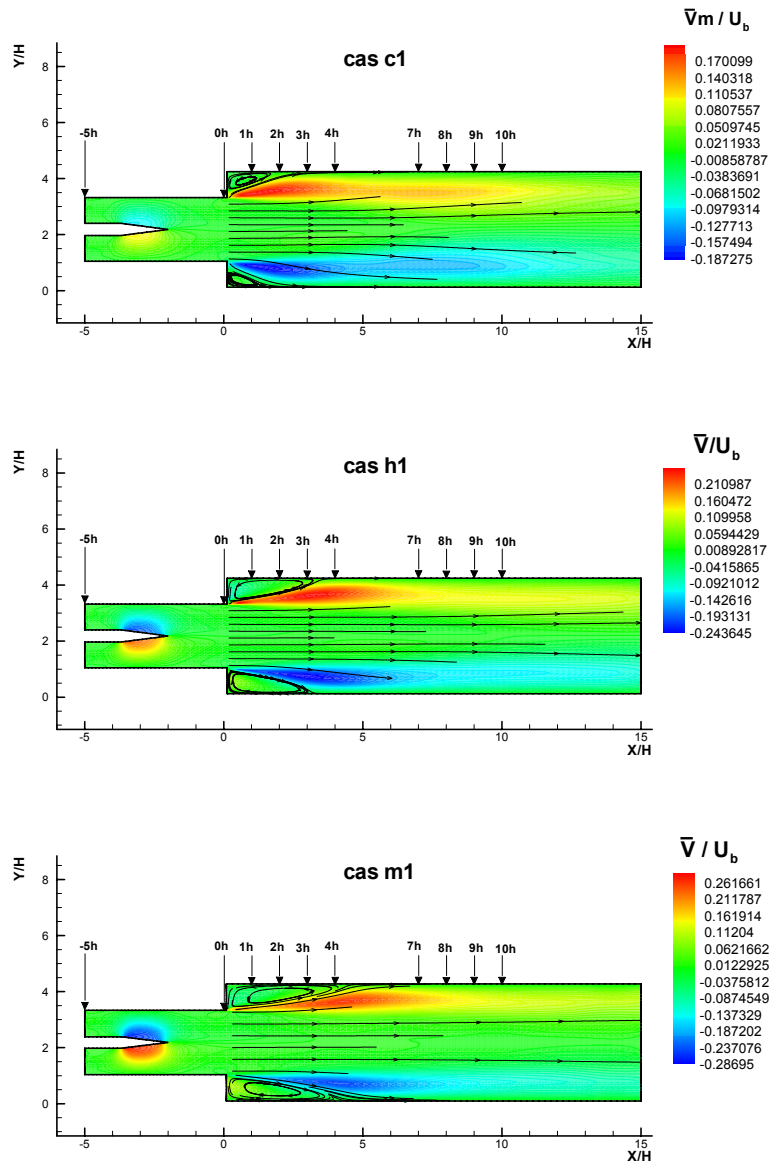 V̅m / U_b
Y/H
cas c1
0.170099
0.140318
0.110537
0.0807557
0.0509745
0.0211933
-0.00858787
-0.0383691
-0.0681502
-0.0979314
-0.127713
-0.157494
-0.187275
8
6
4
2
0
-5h
0h 1h 2h 3h 4h 7h 8h 9h 10h
-5 0 5 10 15
X/H
V̅/U_b
Y/H
cas h1
0.210987
0.160472
0.109958
0.0594429
0.00892817
-0.0415865
-0.0921012
-0.142616
-0.193131
-0.243645
8
6
4
2
0
-5h
0h 1h 2h 3h 4h 7h 8h 9h 10h
-5 0 5 10 15
X/H
V̅ / U_b
Y/H
cas m1
0.261661
0.211787
0.161914
0.11204
0.0621662
0.0122925
-0.0375812
-0.0874549
-0.137329
-0.187202
-0.237076
-0.28695
8
6
4
2
0
-5h
0h 1h 2h 3h 4h 7h 8h 9h 10h
-5 0 5 10 15
X/H